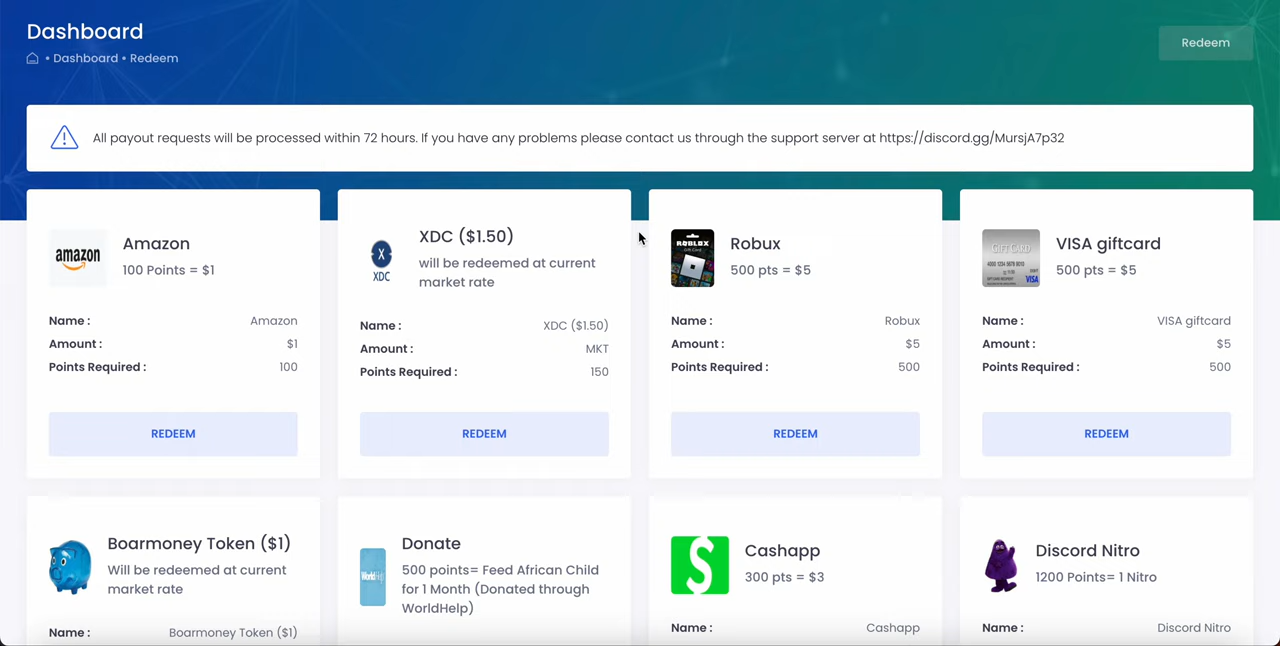 Dashboard
• Dashboard • Redeem
Redeem
All payout requests will be processed within 72 hours. If you have any problems please contact us through the support server at https://discord.gg/MursjA7p32
amazon
Amazon
100 Points = $1
Name :
Amazon
Amount :
$1
Points Required :
100
REDEEM
X
XDC
XDC ($1.50)
will be redeemed at current
market rate
Name :
XDC ($1.50)
Amount :
MKT
Points Required :
150
REDEEM
ROBLOX
Robux
500 pts = $5
Name :
Robux
Amount :
$5
Points Required :
500
REDEEM
GIFT CARD
VISA
VISA giftcard
500 pts = $5
Name :
VISA giftcard
Amount :
$5
Points Required :
500
REDEEM
Boarmoney Token ($1)
Will be redeemed at current
market rate
Name :
Boarmoney Token ($1)
Donate
500 points= Feed African Child
for 1 Month (Donated through
WorldHelp)
Cashapp
300 pts = $3
Name :
Cashapp
Discord Nitro
1200 Points= 1 Nitro
Name :
Discord Nitro